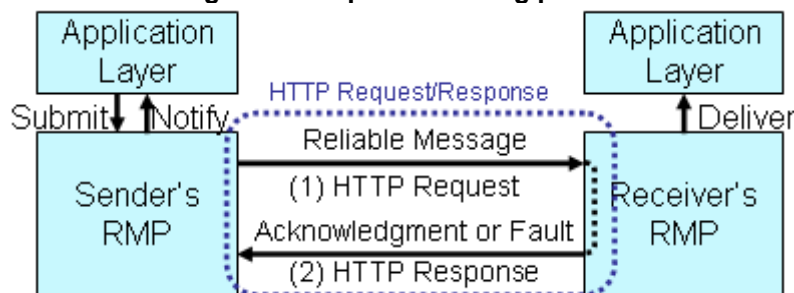 Application
Layer
Application
Layer
HTTP Request/Response
Submit
Notify
Deliver
Reliable Message
(1) HTTP Request
Sender's
RMP
Receiver's
RMP
Acknowledgment or Fault
(2) HTTP Response